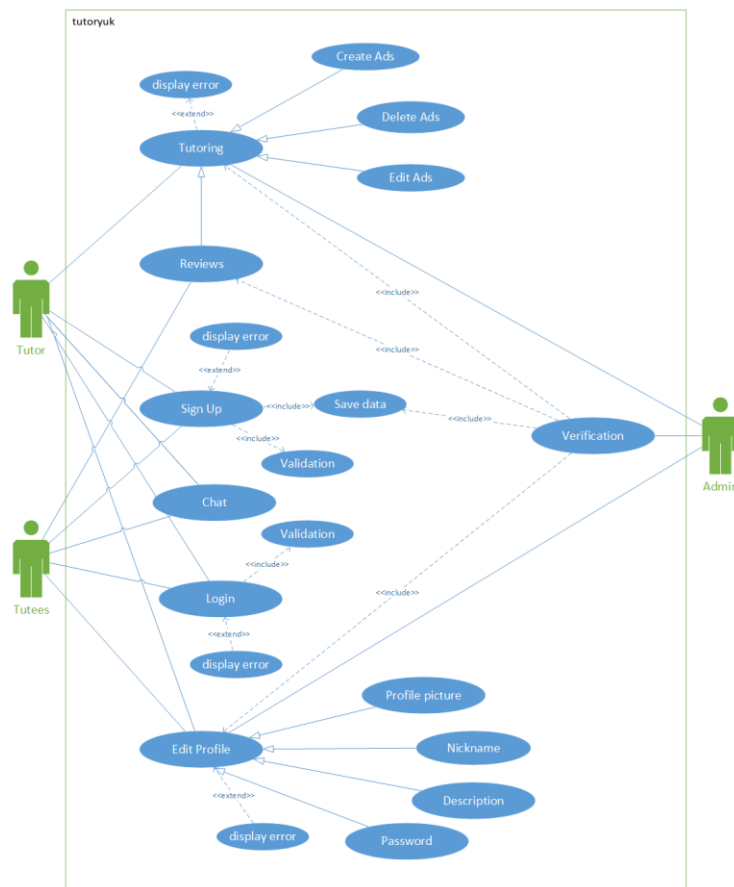 tutoryuk
Create Ads
display error
<<extend>>
Delete Ads
Tutoring
Edit Ads
Reviews
<<include>>
Tutor
display error
<<include>>
<<extend>>
Sign Up
<<include>>
Save data
<<include>>
Verification
<<include>>
Validation
Admin
Chat
Validation
<<include>>
Tutees
Login
<<include>>
<<extend>>
display error
Profile picture
Edit Profile
Nickname
<<extend>>
Description
display error
Password